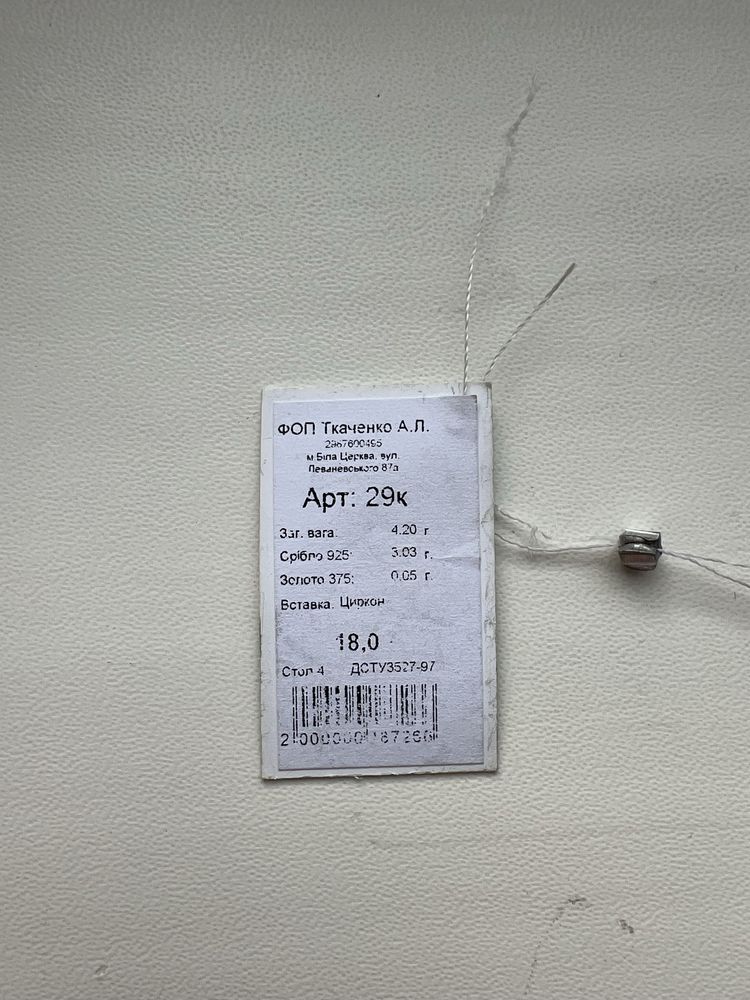 ФОП Ткаченко А.Л.
2967600495
м.Біла Церква, вул.
Леваневського 87а
Арт: 29к
Заг. вага: 4.20 г.
Срібло 925: 3.03 г.
Золото 375: 0.05 г.
Вставка. Циркон
18,0
Стол 4 ДСТУ3527-97